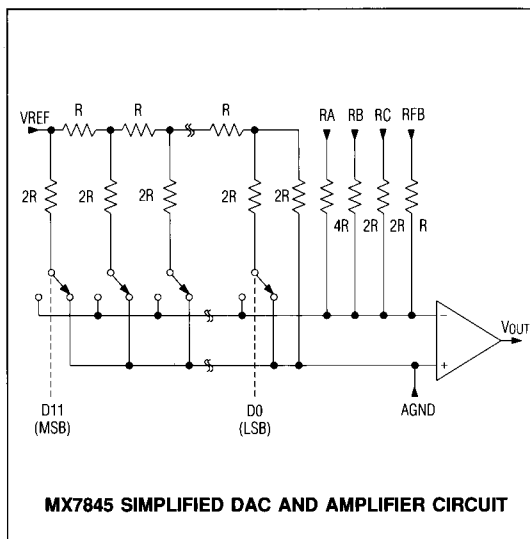 R R R RA RB RC RFB
VREF
2R 2R 2R 2R 2R 4R 2R 2R R
−
VOUT
+
D11 D0 AGND
(MSB) (LSB)
MX7845 SIMPLIFIED DAC AND AMPLIFIER CIRCUIT